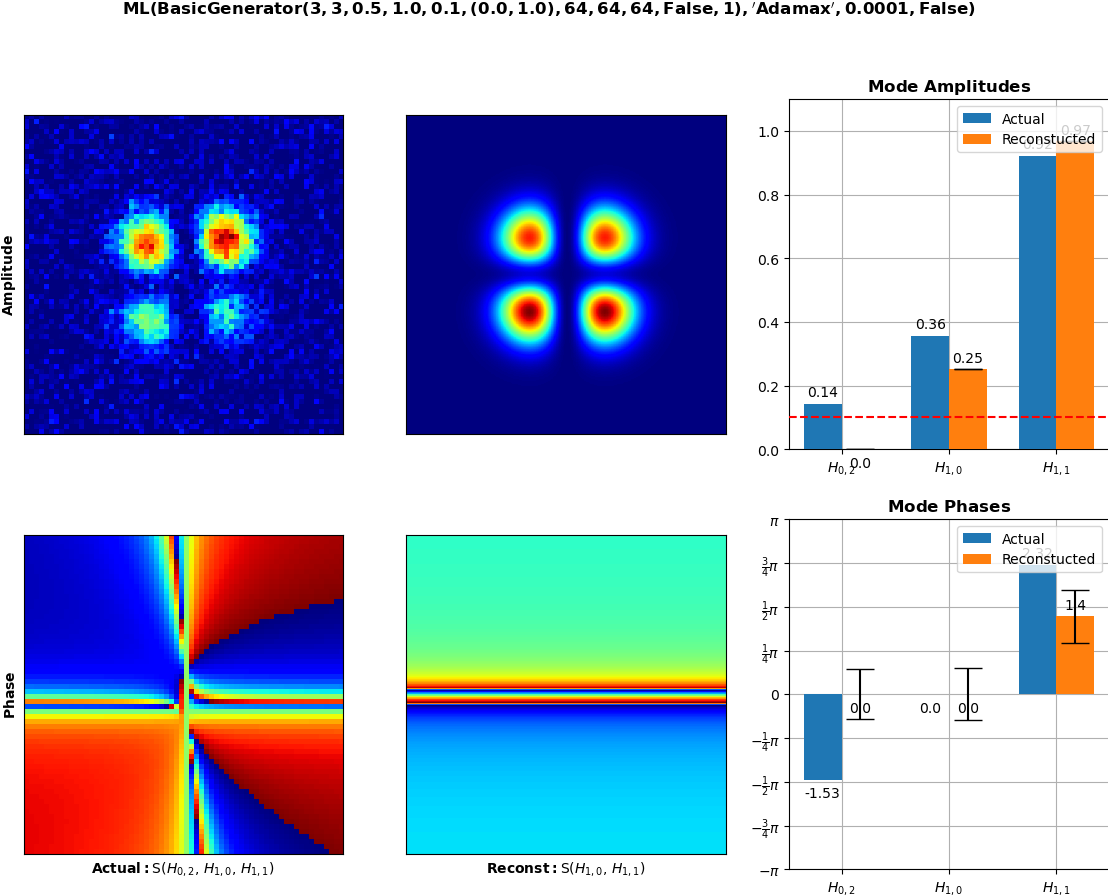 ML(BasicGenerator(3, 3, 0.5, 1.0, 0.1, (0.0, 1.0), 64, 64, 64, False, 1), 'Adamax', 0.0001, False)
Amplitude
Mode Amplitudes
Actual
Reconstucted
1.0
0.8
0.6
0.4
0.2
0.0
0.14
0.0
0.36
0.25
0.92
0.97
H0,2
H1,0
H1,1
Phase
Actual: S(H0,2, H1,0, H1,1)
Reconst: S(H1,0, H1,1)
Mode Phases
Actual
Reconstucted
π
3/4π
1/2π
1/4π
0
−1/4π
−1/2π
−3/4π
−π
-1.53
0.0
0.0
0.0
2.32
1.4
H0,2
H1,0
H1,1